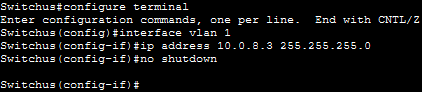 Switchus#configure terminal
Enter configuration commands, one per line.  End with CNTL/Z
Switchus(config)#interface vlan 1
Switchus(config-if)#ip address 10.0.8.3 255.255.255.0
Switchus(config-if)#no shutdown
Switchus(config-if)#